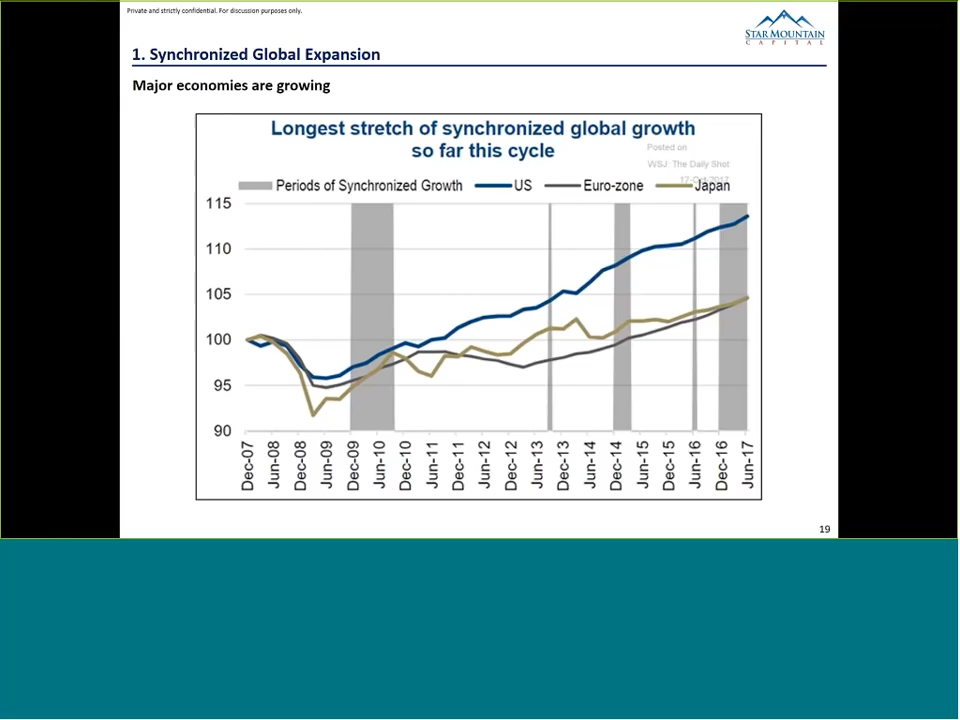 Private and strictly confidential. For discussion purposes only.
STAR MOUNTAIN
CAPITAL
1. Synchronized Global Expansion
Major economies are growing
Longest stretch of synchronized global growth
so far this cycle
Posted on
WSJ: The Daily Shot
17-Oct-2017
Periods of Synchronized Growth US Euro-zone Japan
115
110
105
100
95
90
Dec-07 Jun-08 Dec-08 Jun-09 Dec-09 Jun-10 Dec-10 Jun-11 Dec-11 Jun-12 Dec-12 Jun-13 Dec-13 Jun-14 Dec-14 Jun-15 Dec-15 Jun-16 Dec-16 Jun-17
19